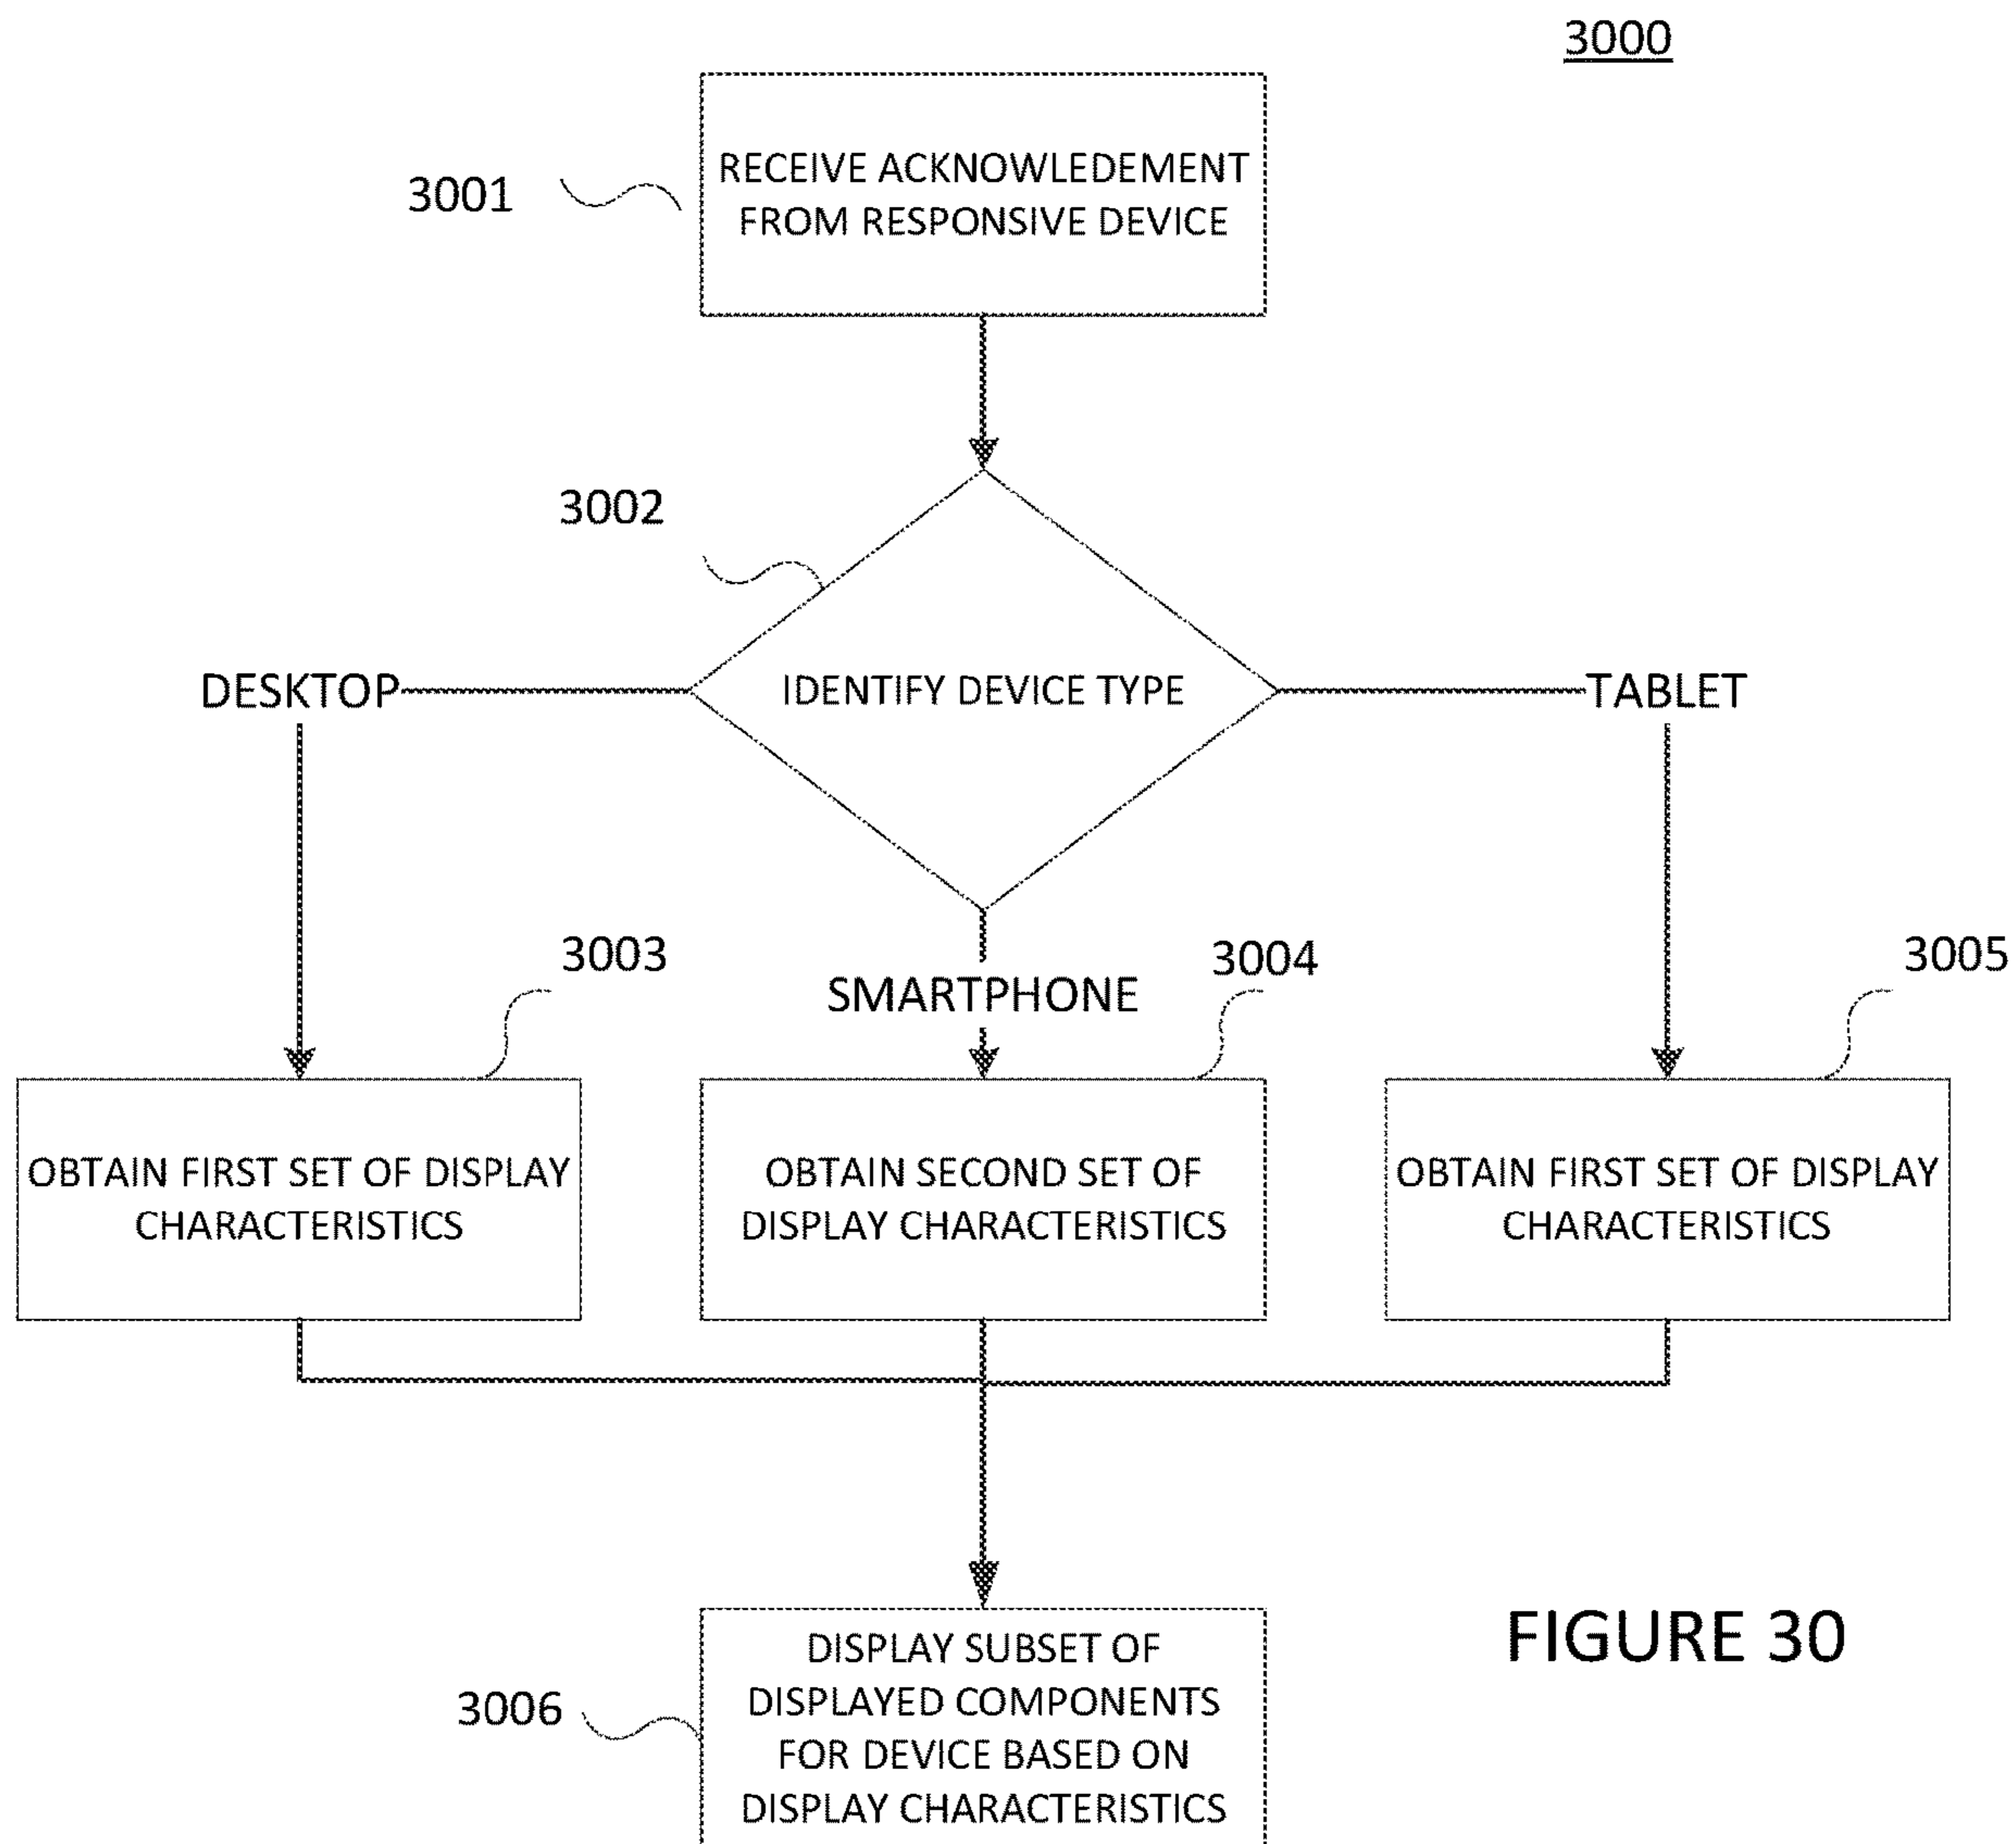 3000
3001
RECEIVE ACKNOWLEDEMENT
FROM RESPONSIVE DEVICE
3002
IDENTIFY DEVICE TYPE
DESKTOP
TABLET
SMARTPHONE
3003
OBTAIN FIRST SET OF DISPLAY
CHARACTERISTICS
3004
OBTAIN SECOND SET OF
DISPLAY CHARACTERISTICS
3005
OBTAIN FIRST SET OF DISPLAY
CHARACTERISTICS
3006
DISPLAY SUBSET OF
DISPLAYED COMPONENTS
FOR DEVICE BASED ON
DISPLAY CHARACTERISTICS
FIGURE 30